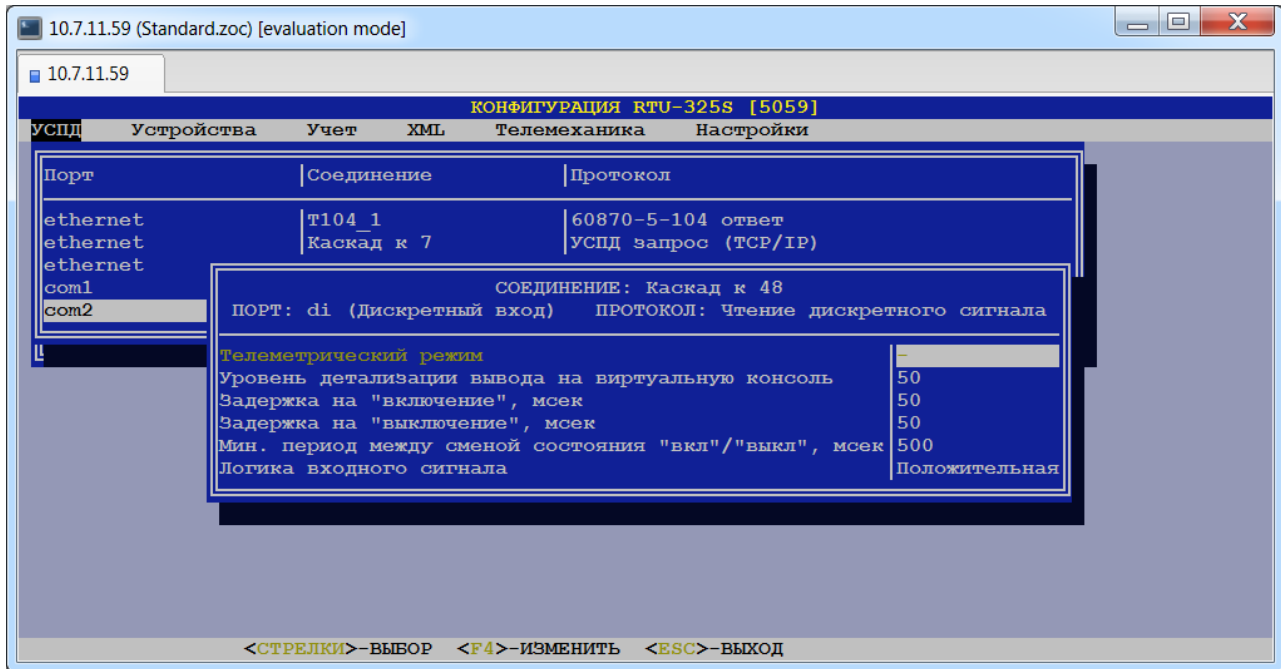 10.7.11.59 (Standard.zoc) [evaluation mode]
10.7.11.59
КОНФИГУРАЦИЯ RTU-325S [5059]
УСПД Устройства Учет XML Телемеханика Настройки
Порт Соединение Протокол
ethernet T104_1 60870-5-104 ответ
ethernet Каскад к 7 УСПД запрос (TCP/IP)
ethernet
com1
com2
СОЕДИНЕНИЕ: Каскад к 48
ПОРТ: di (Дискретный вход) ПРОТОКОЛ: Чтение дискретного сигнала
Телеметрический режим -
Уровень детализации вывода на виртуальную консоль 50
Задержка на "включение", мсек 50
Задержка на "выключение", мсек 50
Мин. период между сменой состояния "вкл"/"выкл", мсек 500
Логика входного сигнала Положительная
<СТРЕЛКИ>-ВЫБОР <F4>-ИЗМЕНИТЬ <ESC>-ВЫХОД